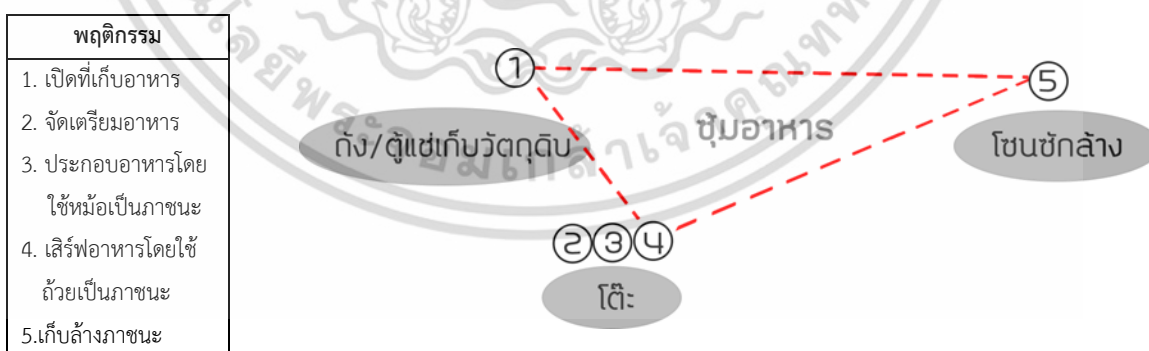 พฤติกรรม
1. เปิดที่เก็บอาหาร
2. จัดเตรียมอาหาร
3. ประกอบอาหารโดย
ใช้หม้อเป็นภาชนะ
4. เสิร์ฟอาหารโดยใช้
ถ้วยเป็นภาชนะ
5.เก็บล้างภาชนะ
1
5
ซุ้มอาหาร
ถัง/ตู้แช่เก็บวัตถุดิบ
โซนซักล้าง
2 3 4
โต๊ะ